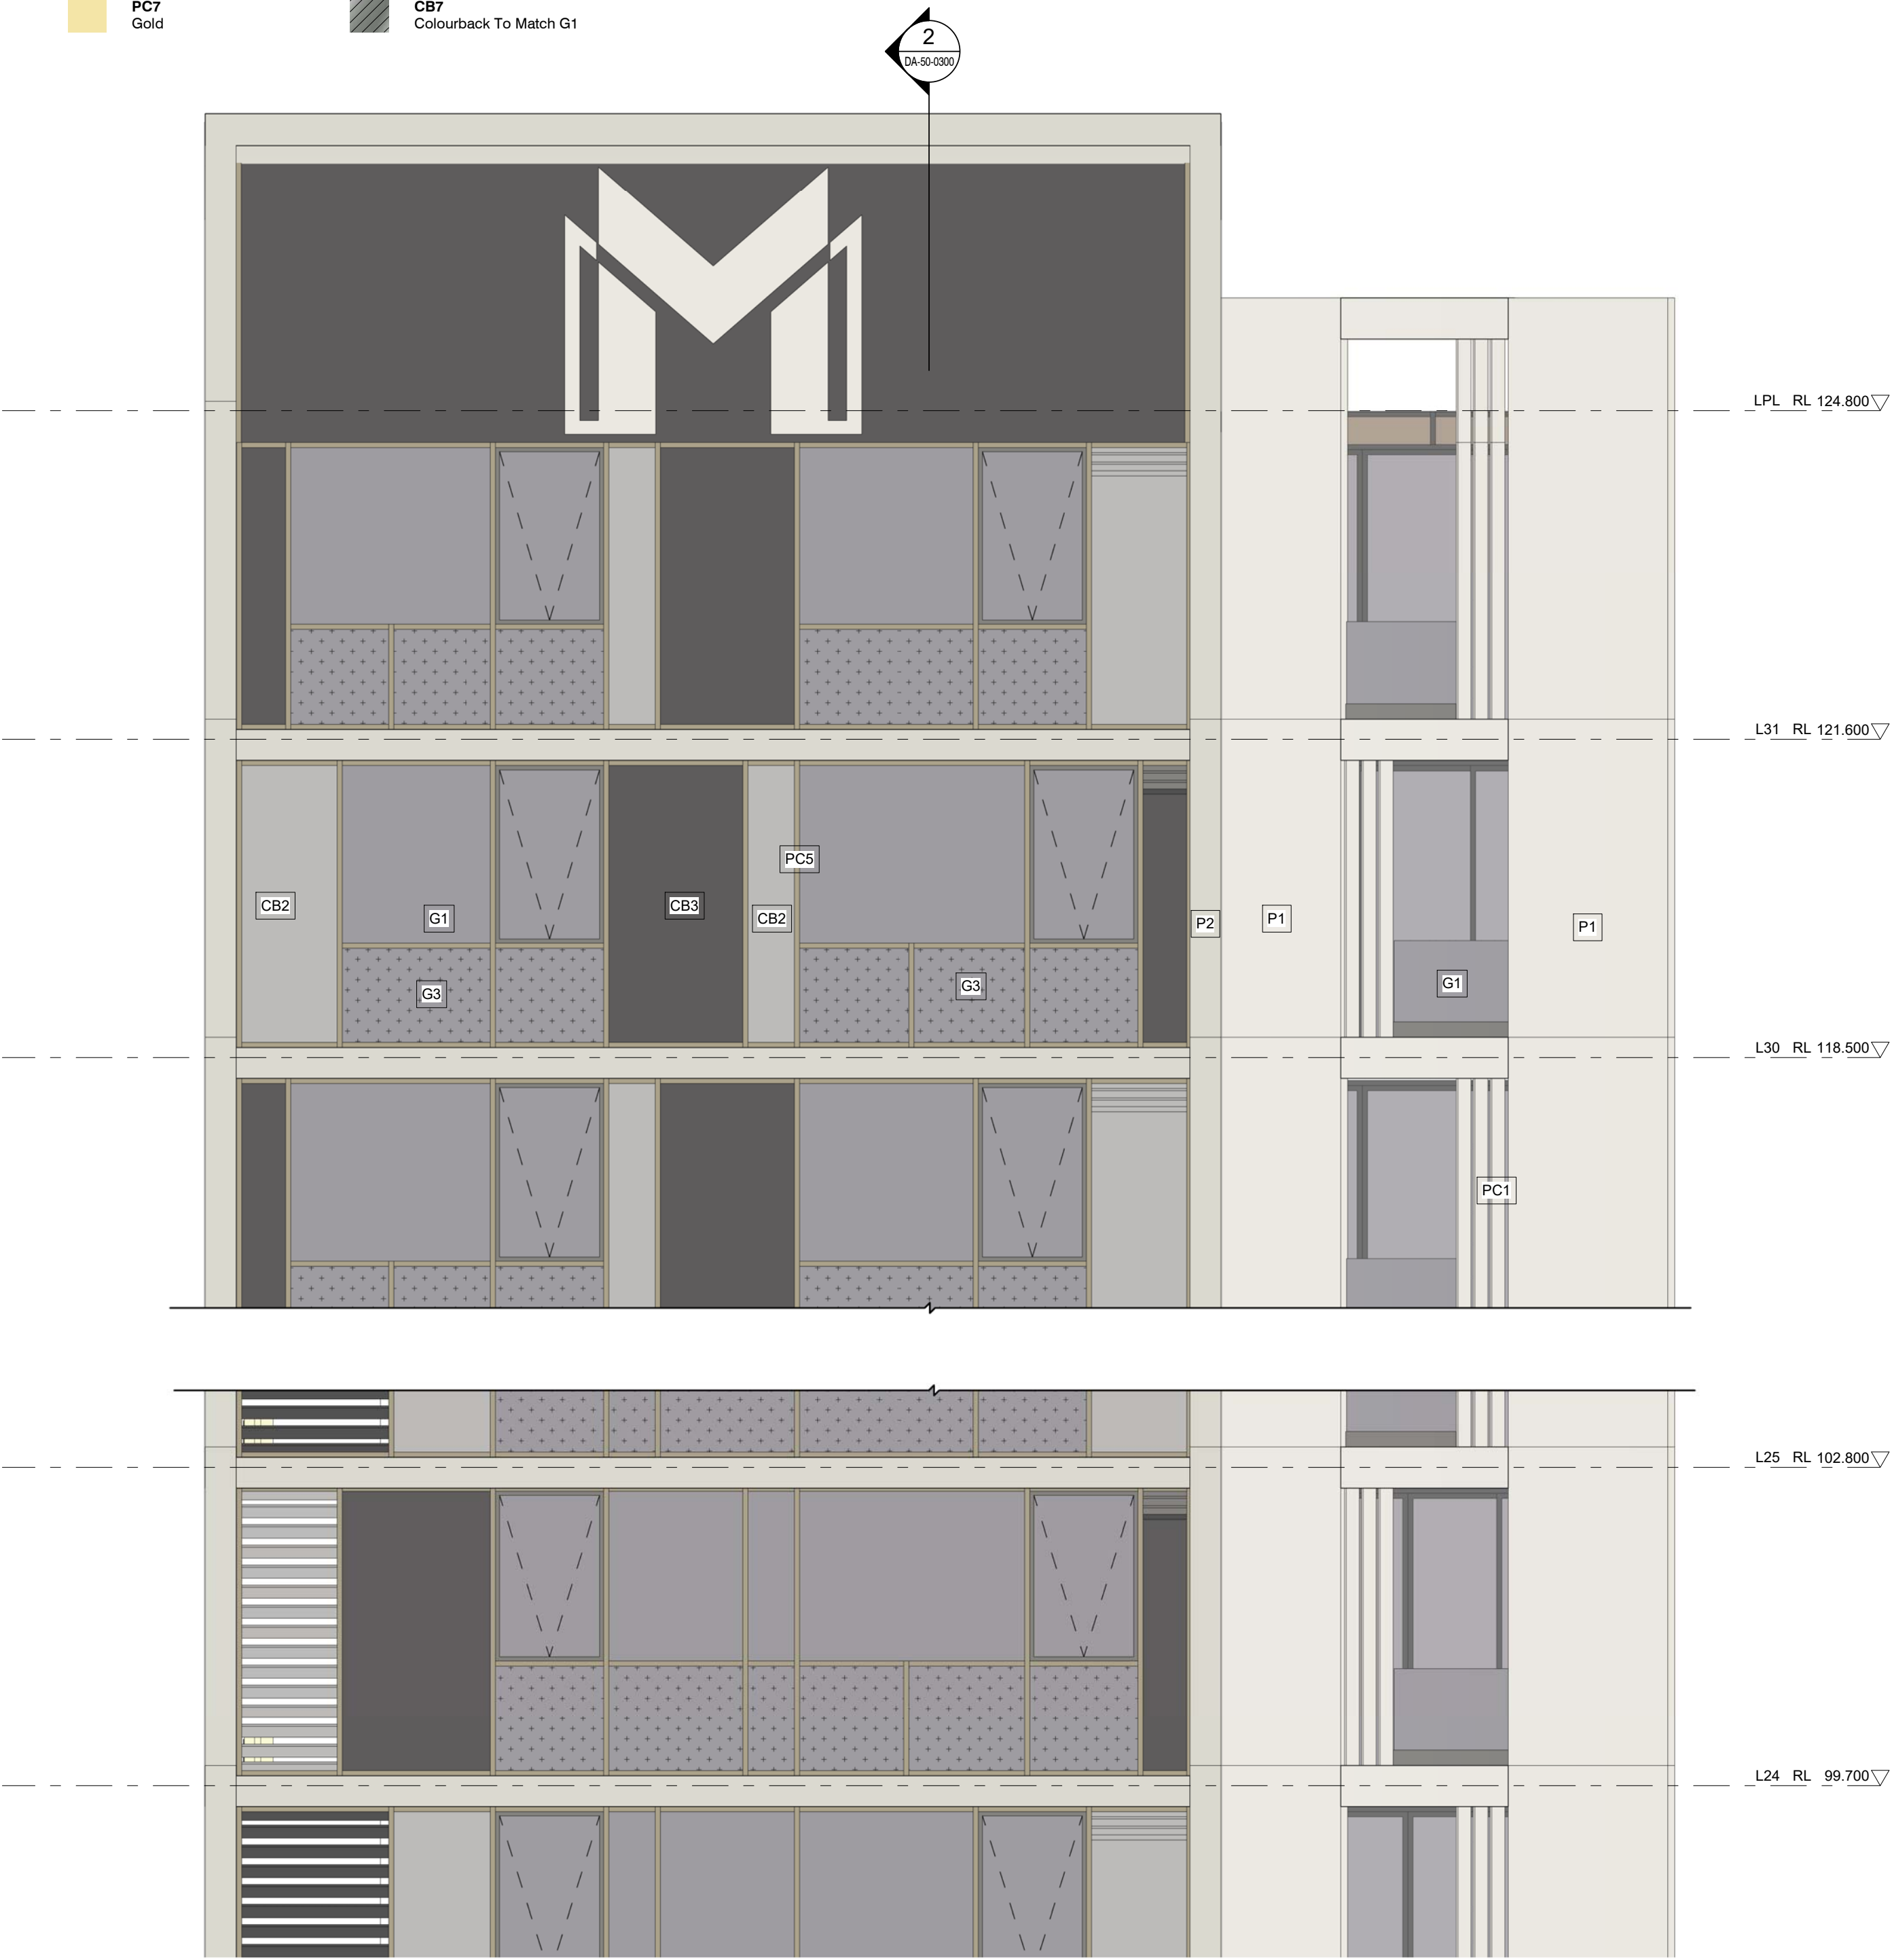 PC7
Gold
CB7
Colourback To Match G1
2
DA-50-0300
M
LPL RL 124.800
L31 RL 121.600
PC5
CB2
G1
CB3
CB2
P2
P1
P1
G3
G3
G1
L30 RL 118.500
PC1
L25 RL 102.800
L24 RL 99.700